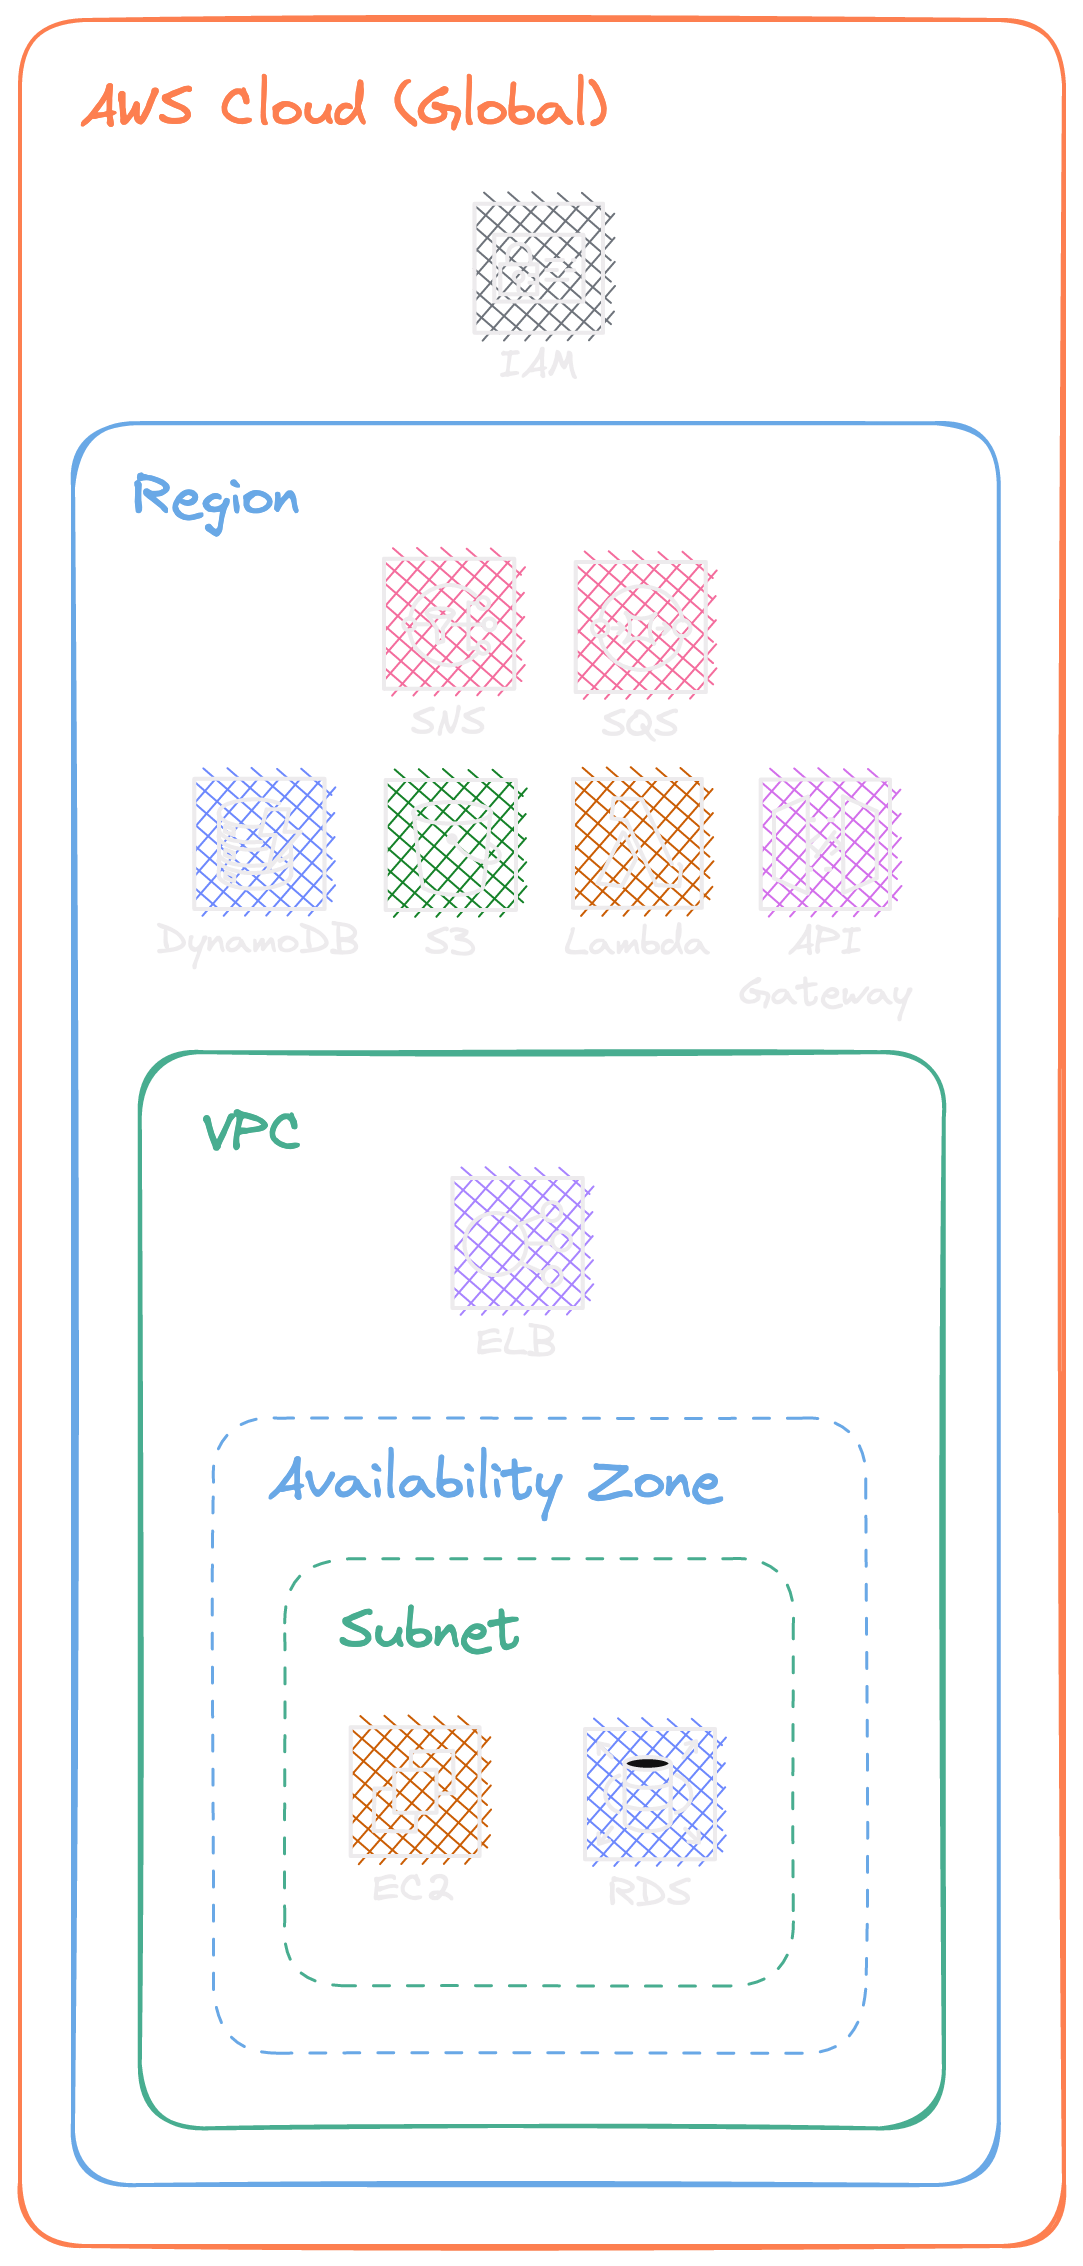 AWS Cloud (Global)
IAM
Region
SNS
SQS
DynamoDB
S3
Lambda
API
Gateway
VPC
ELB
Availability Zone
Subnet
EC2
RDS